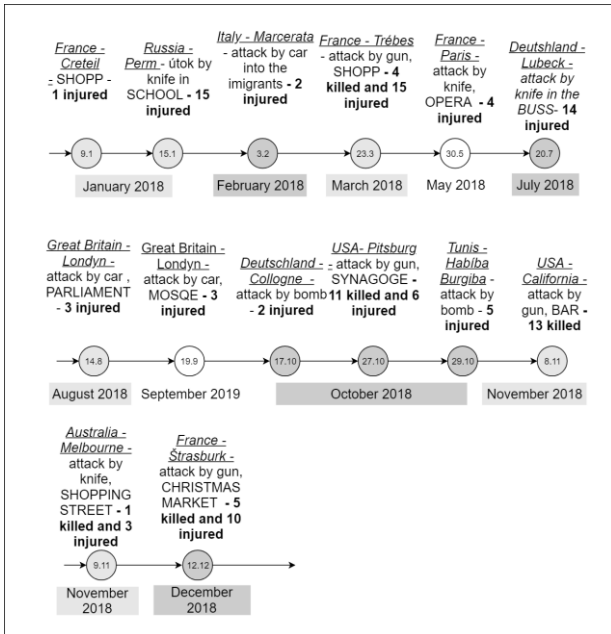 France -
Creteil
- SHOPP -
1 injured
Russia -
Perm - útok by
knife in
SCHOOL - 15
injured
Italy - Marcerata
- attack by car
into the
imigrants - 2
injured
France - Trébes
- attack by gun,
SHOPP - 4
killed and 15
injured
France -
Paris -
attack by
knife,
OPERA - 4
injured
Deutshland -
Lubeck -
attack by
knife in the
BUSS- 14
injured
9.1
15.1
3.2
23.3
30.5
20.7
January 2018
February 2018
March 2018
May 2018
July 2018
Great Britain -
Londyn -
attack by car ,
PARLIAMENT
- 3 injured
Great Britain -
Londyn -
attack by car,
MOSQE - 3
injured
Deutschland -
Cologne -
attack by bomb
- 2 injured
USA- Pitsburg
- attack by gun,
SYNAGOGE -
11 killed and 6
injured
Tunis -
Habíba
Burgiba -
attack by
bomb - 5
injured
USA -
California -
attack by
gun, BAR -
13 killed
14.8
19.9
17.10
27.10
29.10
8.11
August 2018
September 2019
October 2018
November 2018
Australia -
Melbourne -
attack by
knife,
SHOPPING
STREET - 1
killed and 3
injured
France -
Štrasburk -
attack by gun,
CHRISTMAS
MARKET - 5
killed and 10
injured
9.11
12.12
November
2018
December
2018